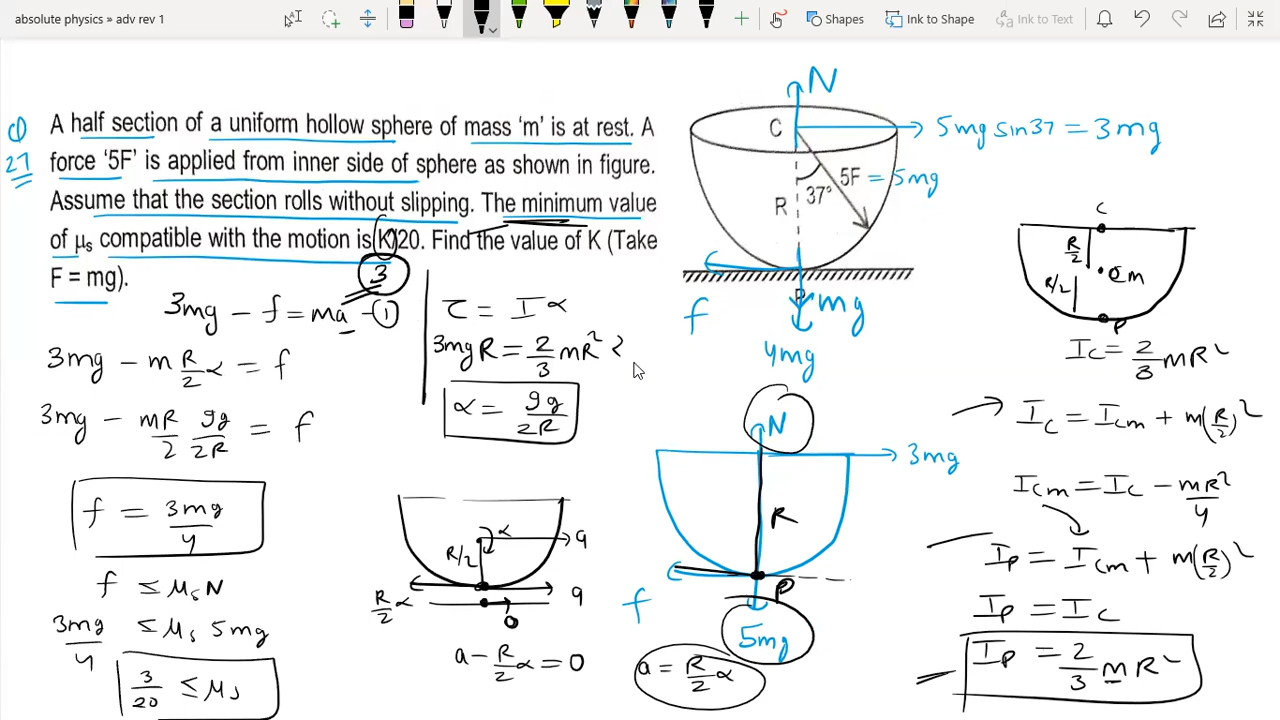 absolute physics » adv rev 1
Shapes
Ink to Shape
Ink to Text
Q
27
A half section of a uniform hollow sphere of mass 'm' is at rest. A
force '5F' is applied from inner side of sphere as shown in figure.
Assume that the section rolls without slipping. The minimum value
of μs compatible with the motion is K/20. Find the value of K (Take
F = mg).
3
3mg - f = ma -①
3mg - m R/2 α = f
3mg - mR/2 9g/2R = f
f = 3mg/4
f ≤ μsN
3mg/4 ≤ μs 5mg
3/20 ≤ μs
τ = I α
3mgR = 2/3 mR² α
α = 9g/2R
R/2
α
a
R/2 α
a
0
a - R/2 α = 0
N
C
5mg sin37 = 3mg
5F = 5mg
37°
R
f
P
mg
4mg
N
3mg
R
P
f
5mg
a = R/2 α
C
R/2
cm
R/2
P
Ic = 2/3 mR²
Ic = Icm + m(R/2)²
Icm = Ic - mR²/4
Ip = Icm + m(R/2)²
Ip = Ic
Ip = 2/3 mR²